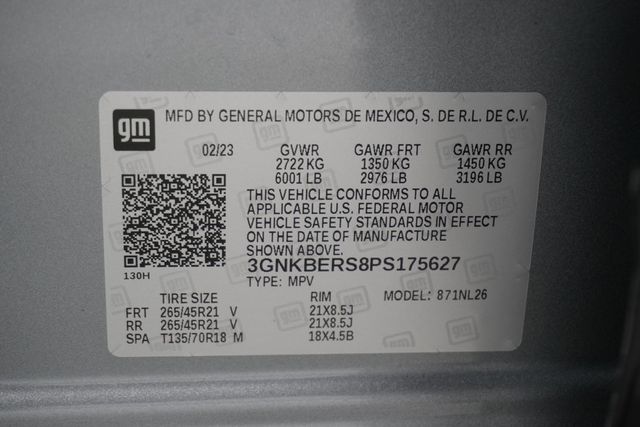 gm MFD BY GENERAL MOTORS DE MEXICO, S. DE R.L. DE C.V.
02/23 GVWR GAWR FRT GAWR RR
2722 KG 1350 KG 1450 KG
6001 LB 2976 LB 3196 LB
THIS VEHICLE CONFORMS TO ALL
APPLICABLE U.S. FEDERAL MOTOR
VEHICLE SAFETY STANDARDS IN EFFECT
ON THE DATE OF MANUFACTURE
SHOWN ABOVE.
3GNKBERS8PS175627
130H
TYPE: MPV
TIRE SIZE RIM MODEL: 871NL26
FRT 265/45R21 V 21X8.5J
RR 265/45R21 V 21X8.5J
SPA T135/70R18 M 18X4.5B